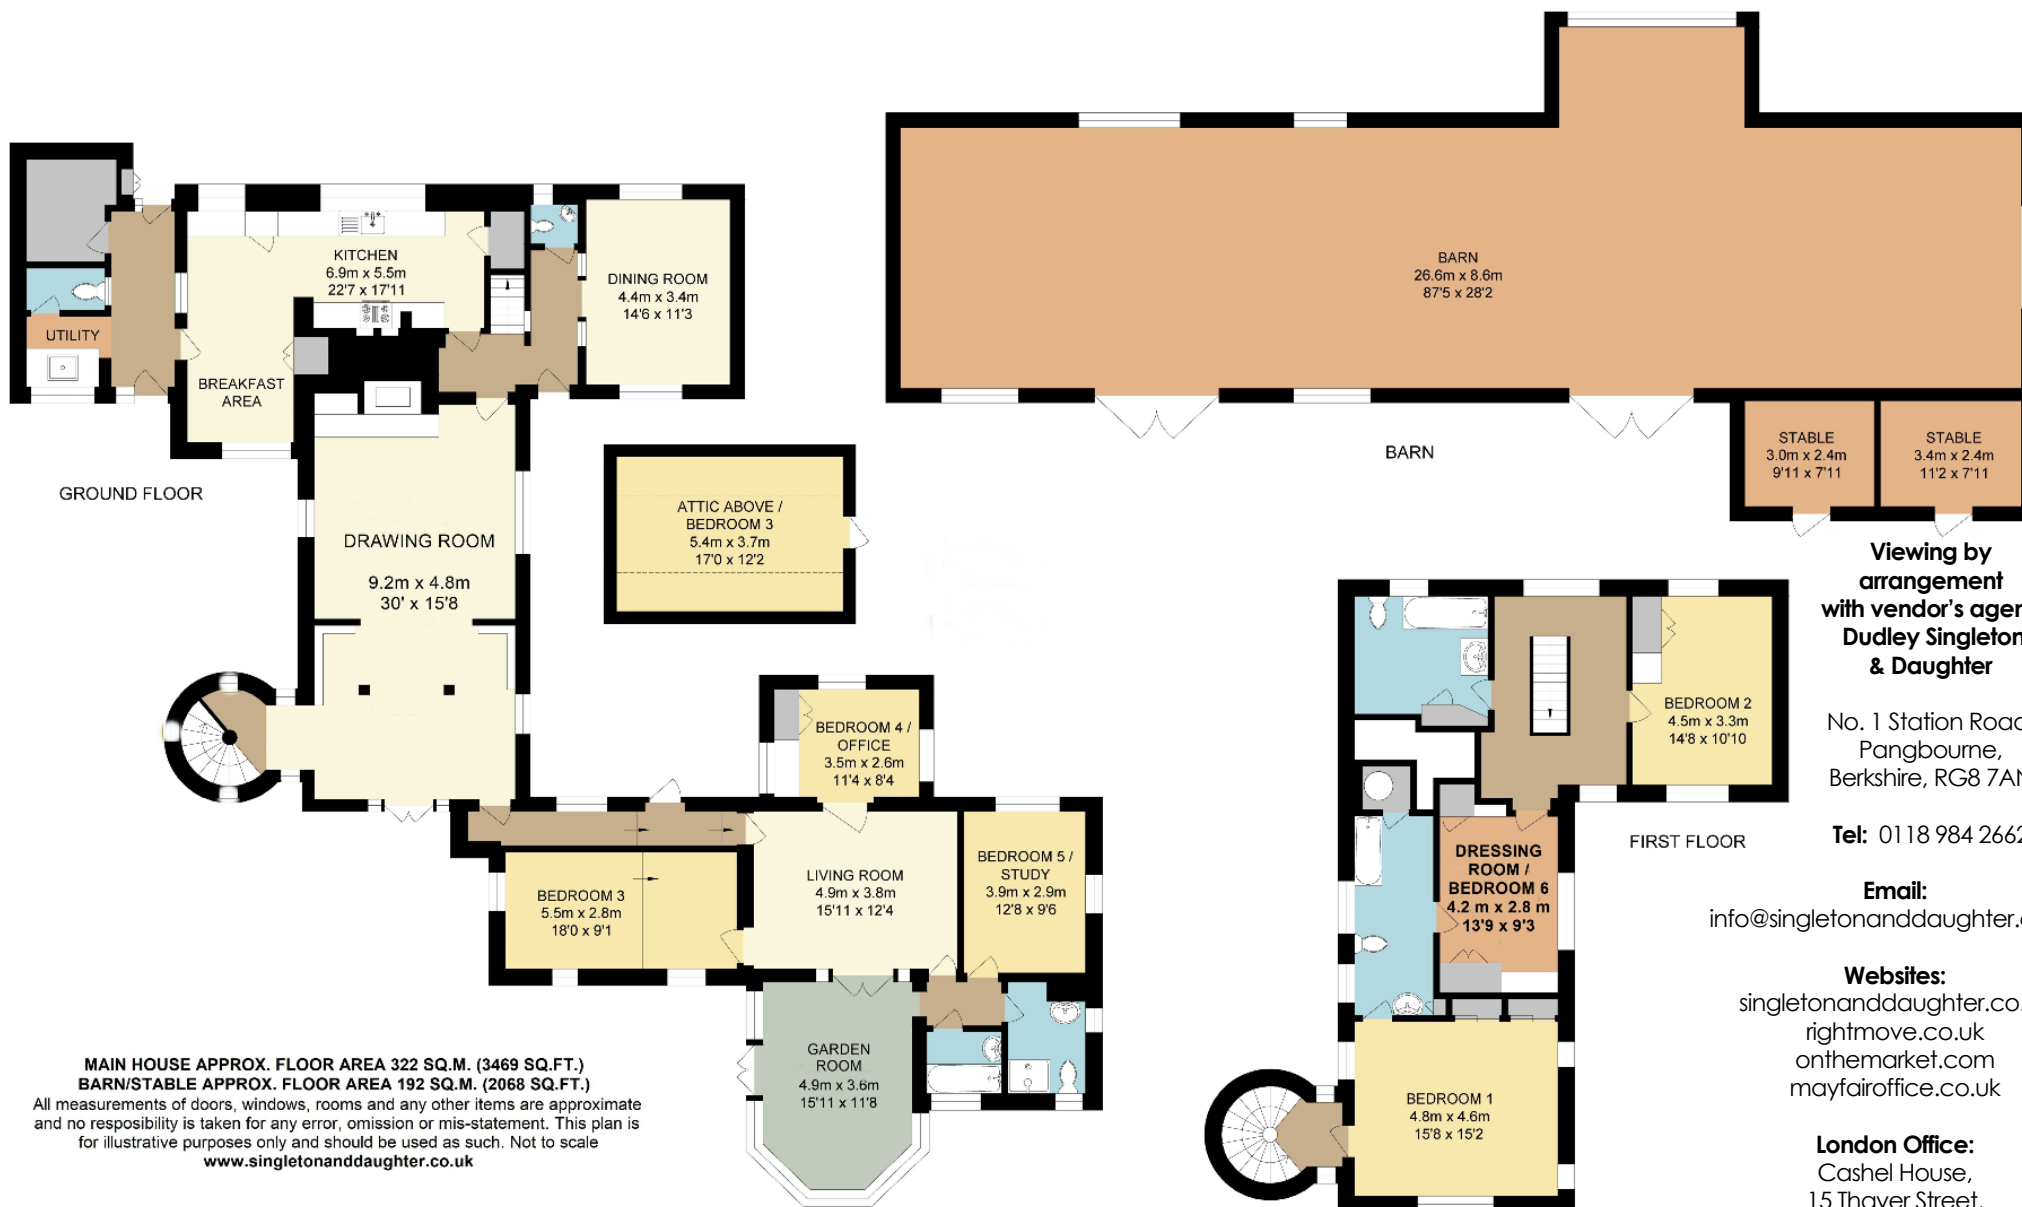 KITCHEN
6.9m x 5.5m
22'7 x 17'11
DINING ROOM
4.4m x 3.4m
14'6 x 11'3
UTILITY
BREAKFAST
AREA
GROUND FLOOR
DRAWING ROOM
9.2m x 4.8m
30' x 15'8
ATTIC ABOVE /
BEDROOM 3
5.4m x 3.7m
17'0 x 12'2
BEDROOM 4 /
OFFICE
3.5m x 2.6m
11'4 x 8'4
BEDROOM 3
5.5m x 2.8m
18'0 x 9'1
LIVING ROOM
4.9m x 3.8m
15'11 x 12'4
BEDROOM 5 /
STUDY
3.9m x 2.9m
12'8 x 9'6
GARDEN
ROOM
4.9m x 3.6m
15'11 x 11'8
BARN
26.6m x 8.6m
87'5 x 28'2
BARN
STABLE
3.0m x 2.4m
9'11 x 7'11
STABLE
3.4m x 2.4m
11'2 x 7'11
BEDROOM 2
4.5m x 3.3m
14'8 x 10'10
FIRST FLOOR
DRESSING
ROOM /
BEDROOM 6
4.2 m x 2.8 m
13'9 x 9'3
BEDROOM 1
4.8m x 4.6m
15'8 x 15'2
MAIN HOUSE APPROX. FLOOR AREA 322 SQ.M. (3469 SQ.FT.)
BARN/STABLE APPROX. FLOOR AREA 192 SQ.M. (2068 SQ.FT.)
All measurements of doors, windows, rooms and any other items are approximate
and no resposibility is taken for any error, omission or mis-statement. This plan is
for illustrative purposes only and should be used as such. Not to scale
www.singletonanddaughter.co.uk
Viewing by
arrangement
with vendor's agen
Dudley Singleton
& Daughter
No. 1 Station Road
Pangbourne,
Berkshire, RG8 7AN
Tel: 0118 984 2662
Email:
info@singletonanddaughter.c
Websites:
singletonanddaughter.co.
rightmove.co.uk
onthemarket.com
mayfairoffice.co.uk
London Office:
Cashel House,
15 Thayer Street,